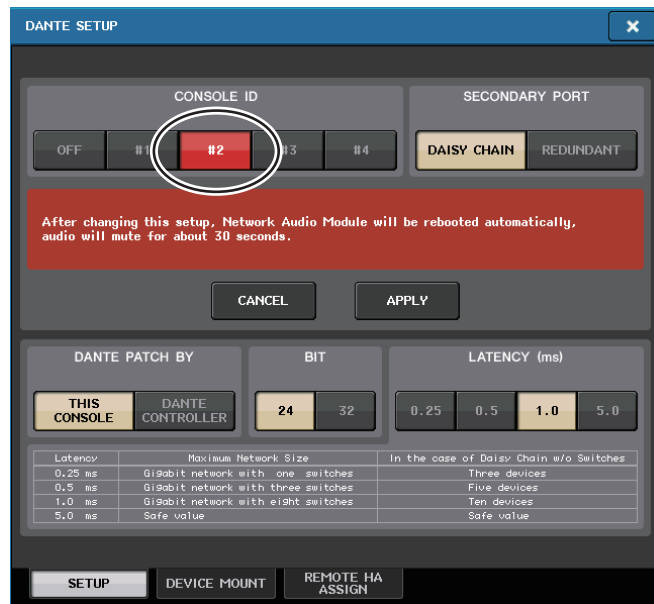 DANTE SETUP
CONSOLE ID
SECONDARY PORT
OFF #1 #2 #3 #4 DAISY CHAIN REDUNDANT
After changing this setup, Network Audio Module will be rebooted automatically,
audio will mute for about 30 seconds.
CANCEL APPLY
DANTE PATCH BY
BIT
LATENCY (ms)
THIS
CONSOLE
DANTE
CONTROLLER
24 32 0.25 0.5 1.0 5.0
Latency Maximum Network Size In the case of Daisy Chain w/o Switches
0.25 ms Gigabit network with one switches Three devices
0.5 ms Gigabit network with three switches Five devices
1.0 ms Gigabit network with eight switches Ten devices
5.0 ms Safe value Safe value
SETUP DEVICE MOUNT
REMOTE HA
ASSIGN